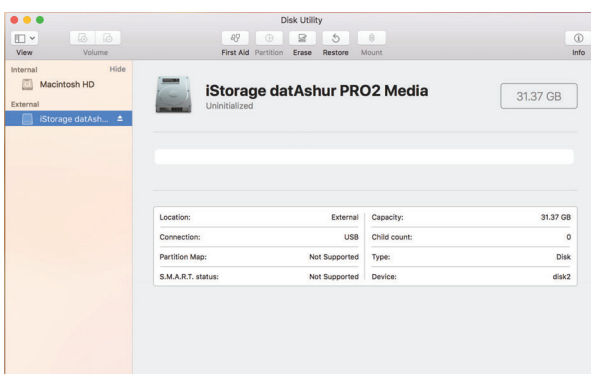 Disk Utility
View Volume First Aid Partition Erase Restore Mount Info
Internal Hide
Macintosh HD
External
iStorage datAsh...
iStorage datAshur PRO2 Media
Uninitialized
31.37 GB
Location: External Capacity: 31.37 GB
Connection: USB Child count: 0
Partition Map: Not Supported Type: Disk
S.M.A.R.T. status: Not Supported Device: disk2